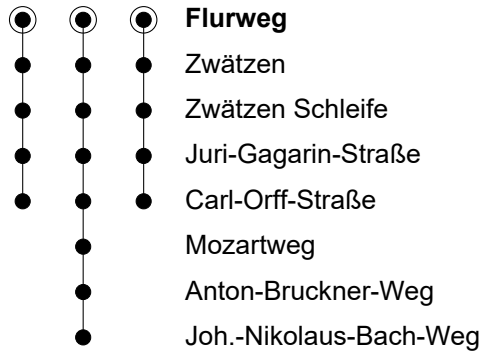 Flurweg
Zwätzen
Zwätzen Schleife
Juri-Gagarin-Straße
Carl-Orff-Straße
Mozartweg
Anton-Bruckner-Weg
Joh.-Nikolaus-Bach-Weg